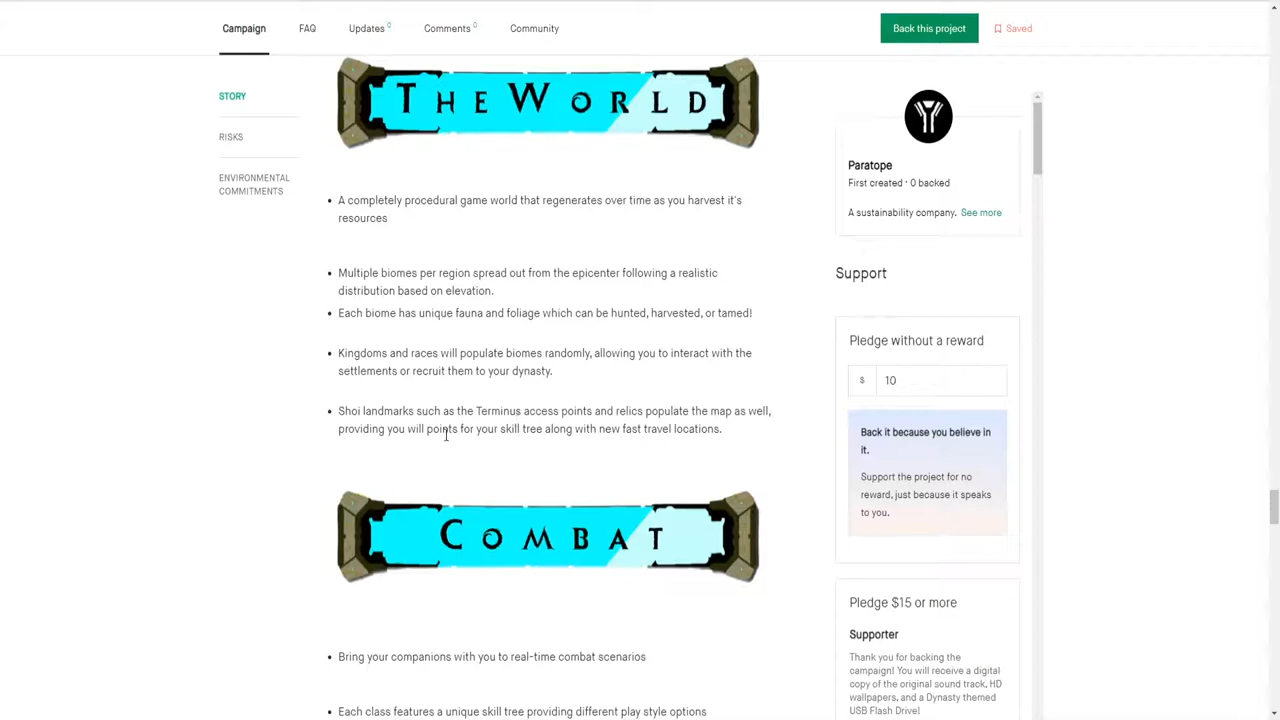 Campaign
FAQ
Updates 0
Comments 0
Community
Back this project
Saved
STORY
RISKS
ENVIRONMENTAL
COMMITMENTS
THE WORLD
A completely procedural game world that regenerates over time as you harvest it's
resources
Multiple biomes per region spread out from the epicenter following a realistic
distribution based on elevation.
Each biome has unique fauna and foliage which can be hunted, harvested, or tamed!
Kingdoms and races will populate biomes randomly, allowing you to interact with the
settlements or recruit them to your dynasty.
Shoi landmarks such as the Terminus access points and relics populate the map as well,
providing you will points for your skill tree along with new fast travel locations.
COMBAT
Bring your companions with you to real-time combat scenarios
Each class features a unique skill tree providing different play style options
Paratope
First created · 0 backed
A sustainability company. See more
Support
Pledge without a reward
$ 10
Back it because you believe in
it.
Support the project for no
reward, just because it speaks
to you.
Pledge $15 or more
Supporter
Thank you for backing the
campaign! You will receive a digital
copy of the original sound track, HD
wallpapers, and a Dynasty themed
USB Flash Drive!